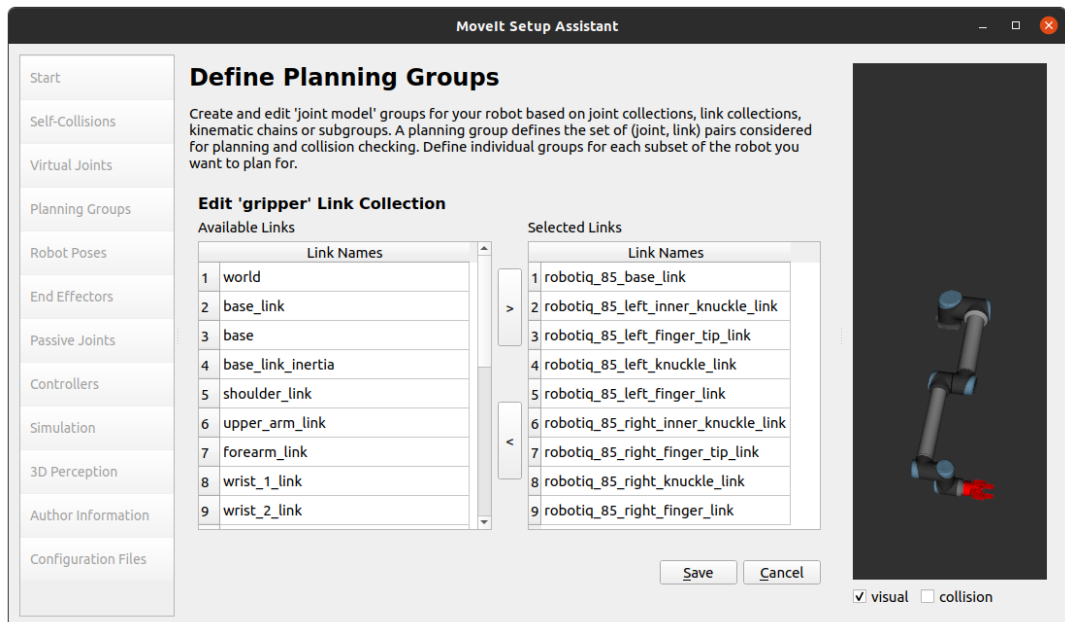 MoveIt Setup Assistant
Start
Self-Collisions
Virtual Joints
Planning Groups
Robot Poses
End Effectors
Passive Joints
Controllers
Simulation
3D Perception
Author Information
Configuration Files
Define Planning Groups
Create and edit 'joint model' groups for your robot based on joint collections, link collections,
kinematic chains or subgroups. A planning group defines the set of (joint, link) pairs considered
for planning and collision checking. Define individual groups for each subset of the robot you
want to plan for.
Edit 'gripper' Link Collection
Available Links
Link Names
1 world
2 base_link
3 base
4 base_link_inertia
5 shoulder_link
6 upper_arm_link
7 forearm_link
8 wrist_1_link
9 wrist_2_link
>
<
Selected Links
Link Names
1 robotiq_85_base_link
2 robotiq_85_left_inner_knuckle_link
3 robotiq_85_left_finger_tip_link
4 robotiq_85_left_knuckle_link
5 robotiq_85_left_finger_link
6 robotiq_85_right_inner_knuckle_link
7 robotiq_85_right_finger_tip_link
8 robotiq_85_right_knuckle_link
9 robotiq_85_right_finger_link
Save Cancel
visual collision